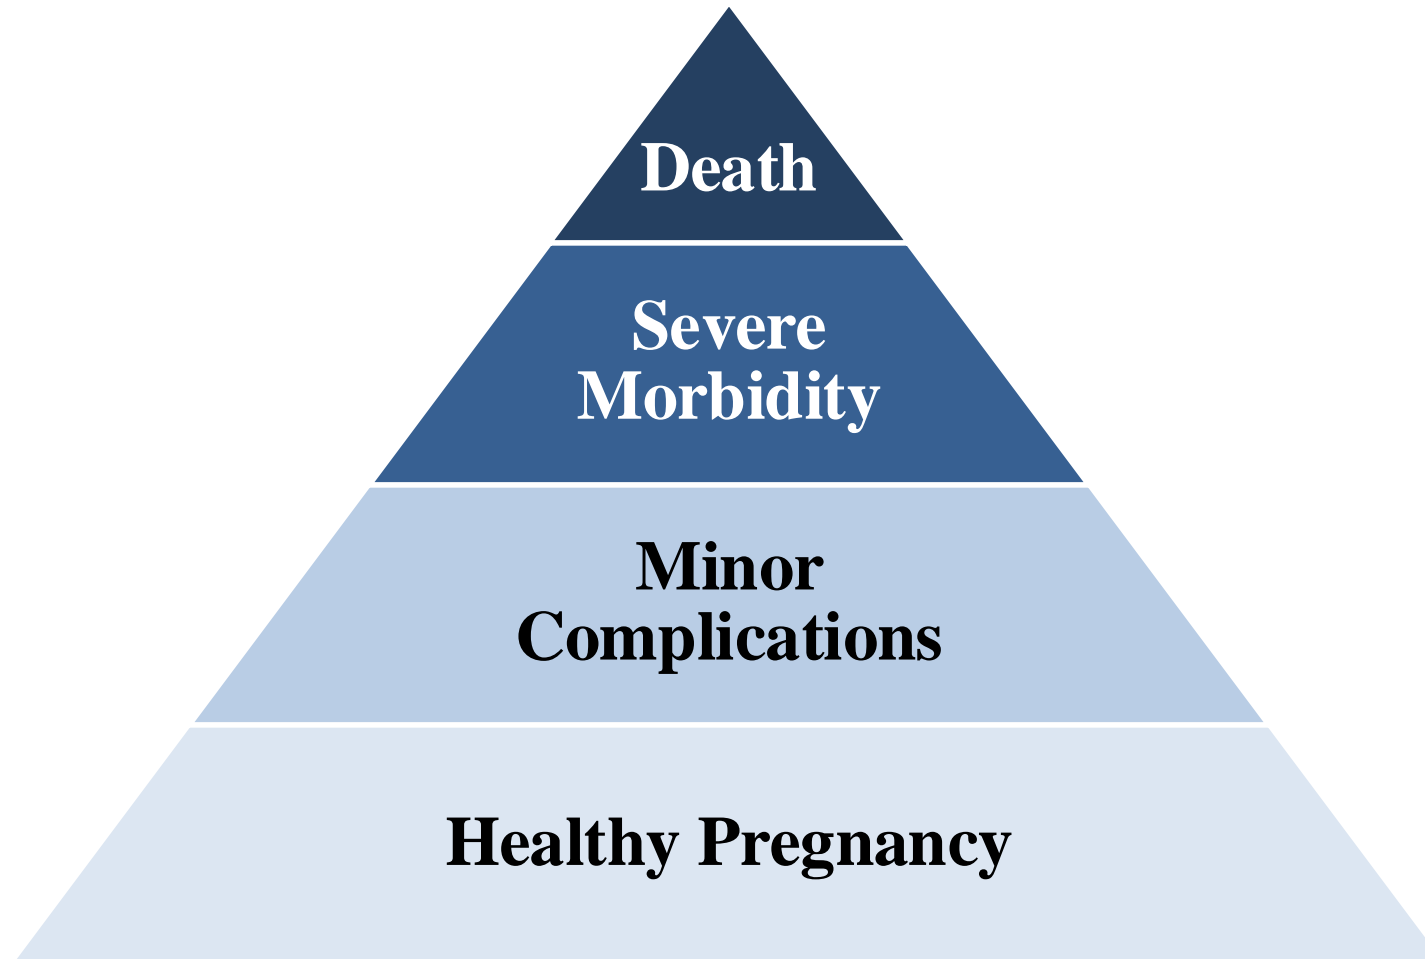 Death
Severe
Morbidity
Minor
Complications
Healthy Pregnancy